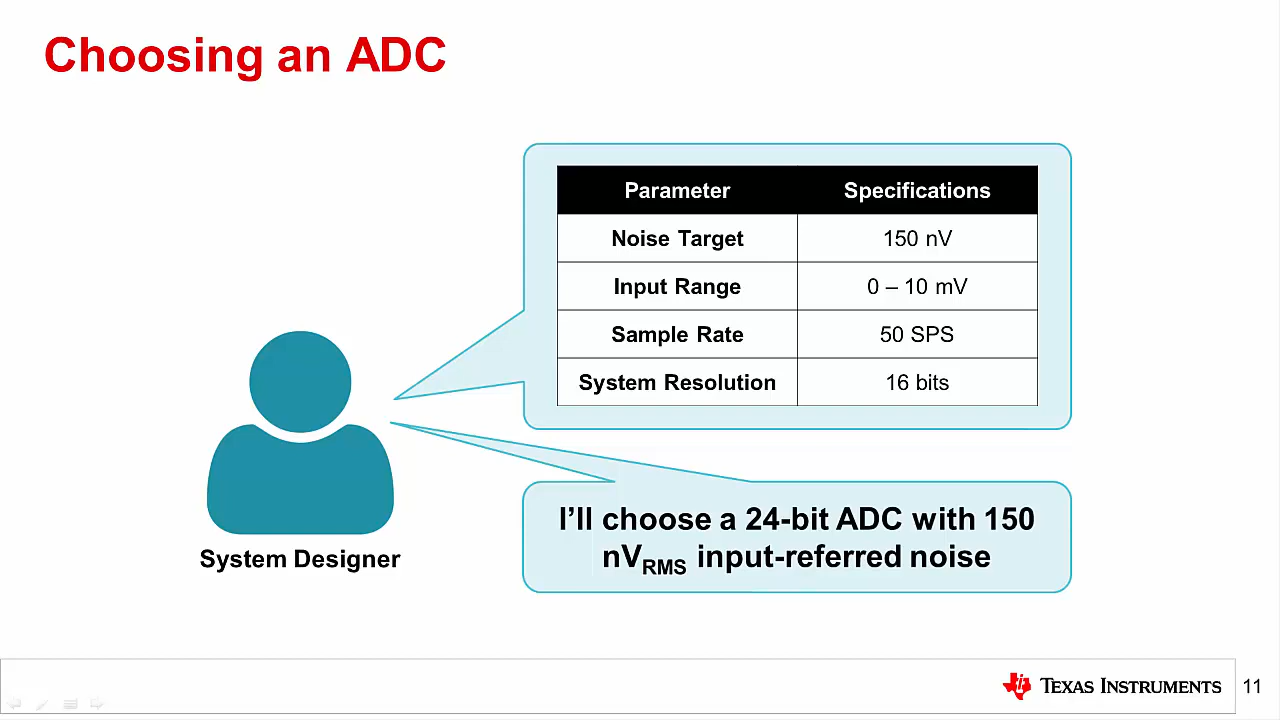 Choosing an ADC
Parameter Specifications
Noise Target 150 nV
Input Range 0 – 10 mV
Sample Rate 50 SPS
System Resolution 16 bits
I’ll choose a 24-bit ADC with 150
nVRMS input-referred noise
System Designer
TEXAS INSTRUMENTS 11